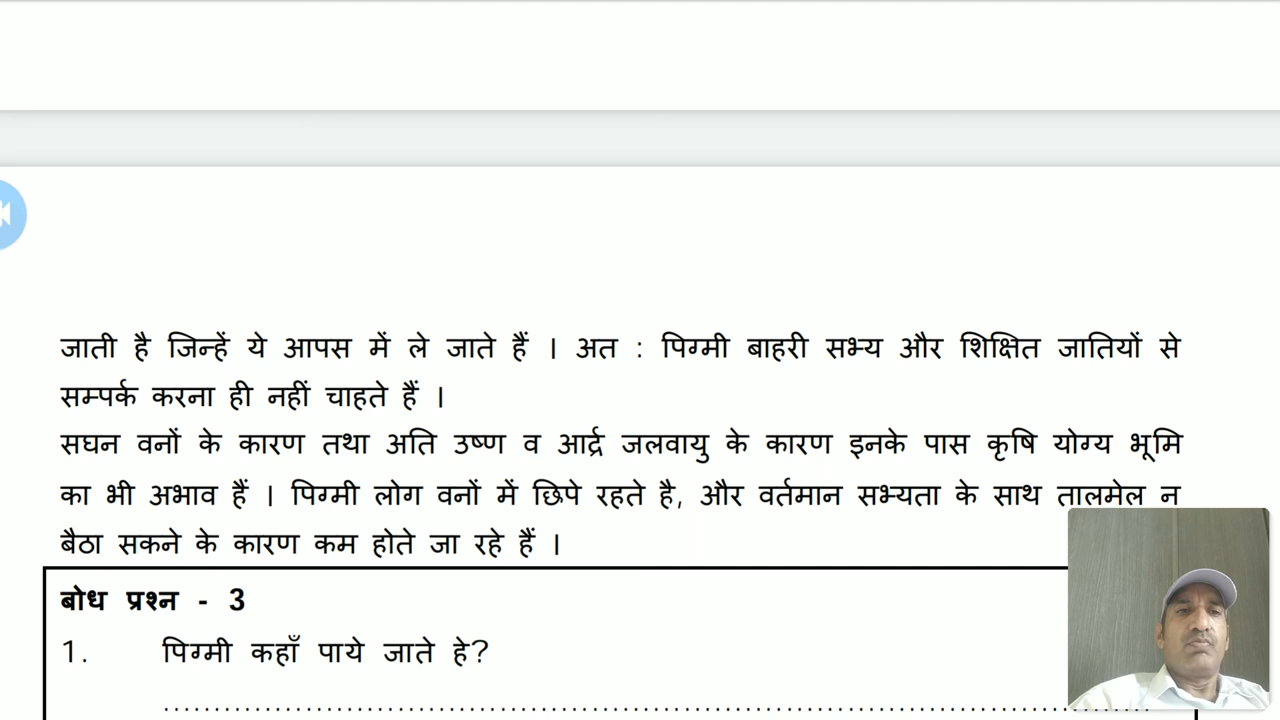 जाती है जिन्हें ये आपस में ले जाते हैं । अत : पिग्मी बाहरी सभ्य और शिक्षित जातियों से
सम्पर्क करना ही नहीं चाहते हैं ।
सघन वनों के कारण तथा अति उष्ण व आर्द्र जलवायु के कारण इनके पास कृषि योग्य भूमि
का भी अभाव हैं । पिग्मी लोग वनों में छिपे रहते है, और वर्तमान सभ्यता के साथ तालमेल न
बैठा सकने के कारण कम होते जा रहे हैं ।
बोध प्रश्न - 3
1. पिग्मी कहाँ पाये जाते हे?